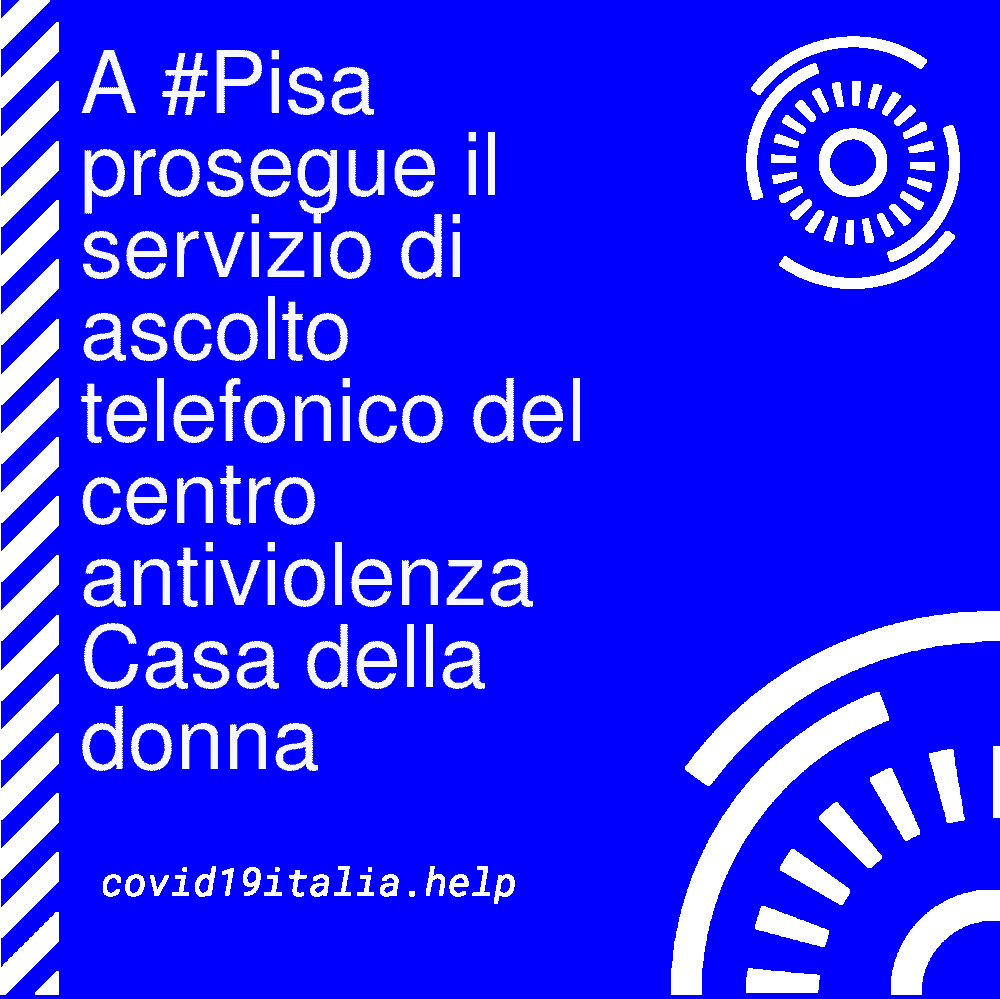 A #Pisa
prosegue il
servizio di
ascolto
telefonico del
centro
antiviolenza
Casa della
donna
covid19italia.help